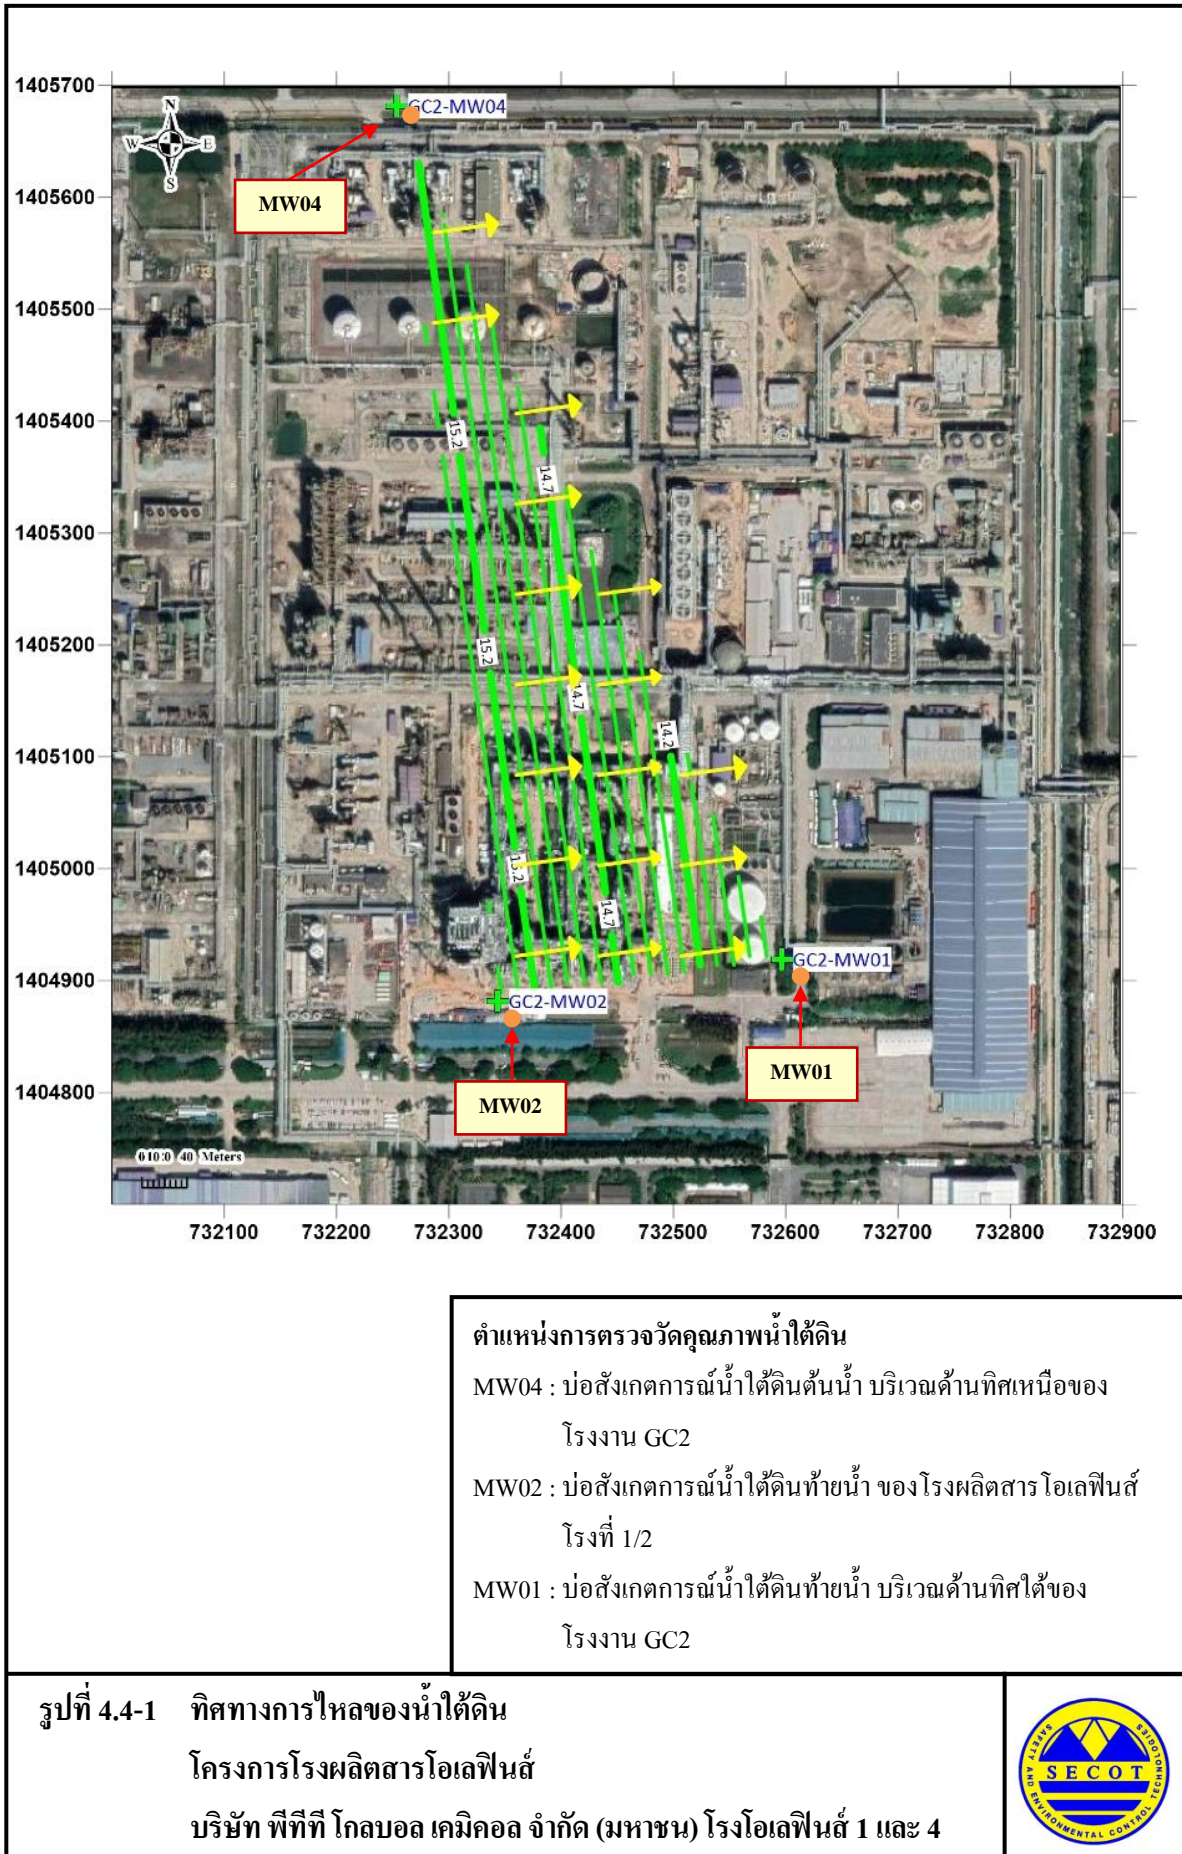 1405700
1405600
1405500
1405400
1405300
1405200
1405100
1405000
1404900
1404800
N
W E
S
GC2-MW04
MW04
15.2
14.7
15.2
14.7
14.2
15.2
14.7
GC2-MW01
GC2-MW02
MW01
MW02
40 Meters
732100 732200 732300 732400 732500 732600 732700 732800 732900
ตำแหน่งการตรวจวัดคุณภาพน้ำใต้ดิน
MW04 : บ่อสังเกตการณ์น้ำใต้ดินต้นน้ำ บริเวณด้านทิศเหนือของ
โรงงาน GC2
MW02 : บ่อสังเกตการณ์น้ำใต้ดินท้ายน้ำ ของโรงผลิตสารโอเลฟินส์
โรงที่ 1/2
MW01 : บ่อสังเกตการณ์น้ำใต้ดินท้ายน้ำ บริเวณด้านทิศใต้ของ
โรงงาน GC2
รูปที่ 4.4-1 ทิศทางการไหลของน้ำใต้ดิน
โครงการโรงผลิตสารโอเลฟินส์
บริษัท พีทีที โกลบอล เคมิคอล จำกัด (มหาชน) โรงโอเลฟินส์ 1 และ 4
SECOT
SAFETY AND ENVIRONMENTAL CONTROL TECHNOLOGIES